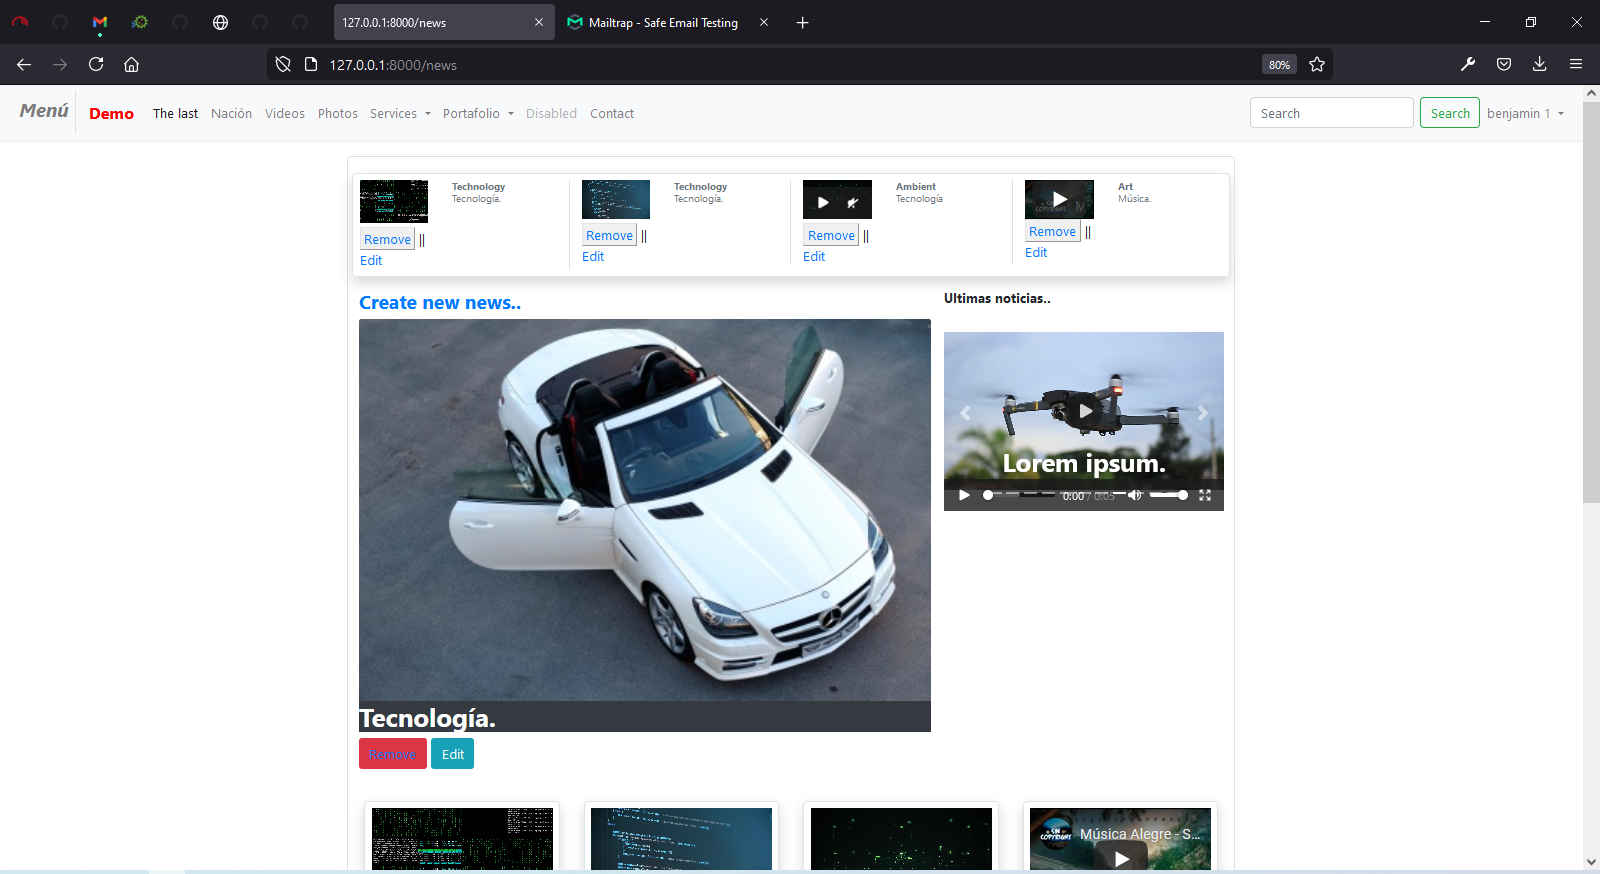 127.0.0.1:8000/news
Mailtrap - Safe Email Testing
127.0.0.1:8000/news
80%
Menú
Demo
The last
Nación
Videos
Photos
Services
Portafolio
Disabled
Contact
Search
Search
benjamin 1
Technology
Tecnología.
Remove ||
Edit
Technology
Tecnología.
Remove ||
Edit
Ambient
Tecnología
Remove ||
Edit
Art
Música.
Remove ||
Edit
Create new news..
Ultimas noticias..
Lorem ipsum.
0:00 / 0:05
Tecnología.
Remove
Edit
SIN
COPYRIGHT
Música Alegre - S...